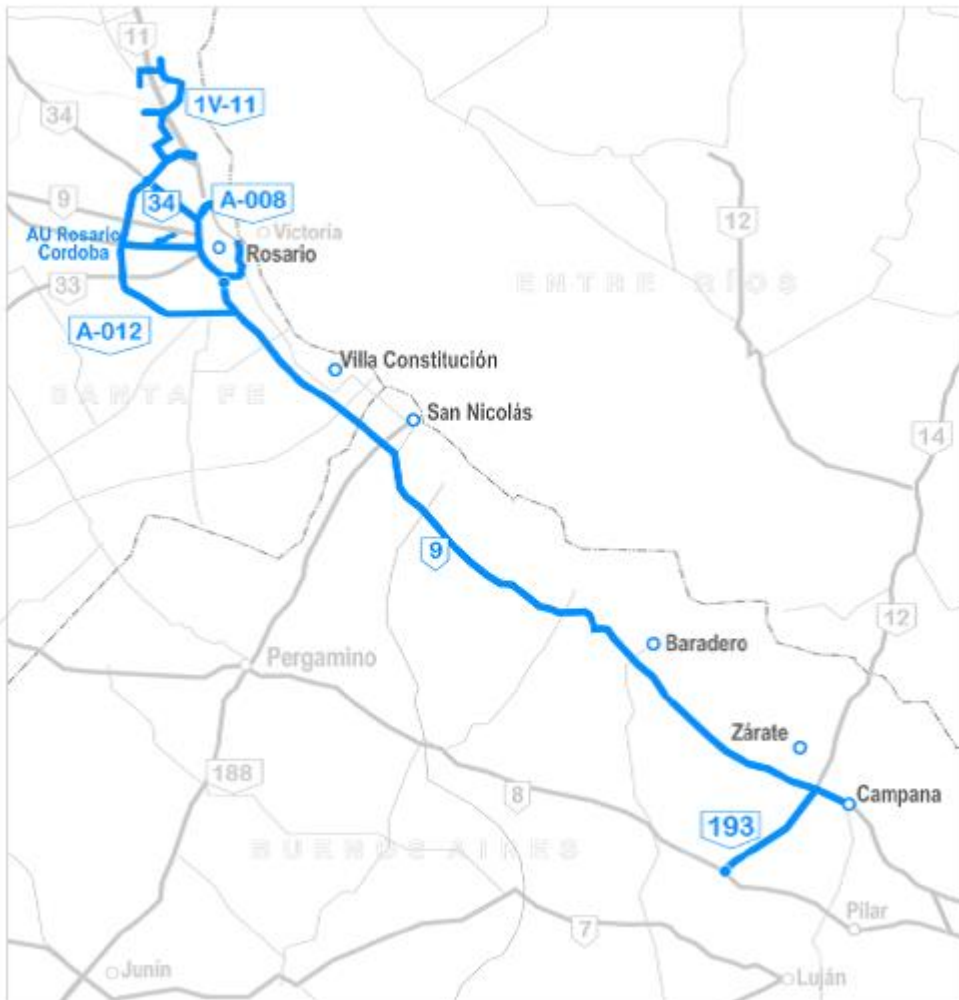 11
1V-11
34
34
A-008
9
12
Victoria
AU Rosario
Cordoba
Rosario
33
ENTRE RÍOS
A-012
Villa Constitución
SANTA FE
San Nicolás
14
9
12
Baradero
Pergamino
Zárate
188
8
Campana
193
BUENOS AIRES
Pilar
7
Junín
Luján